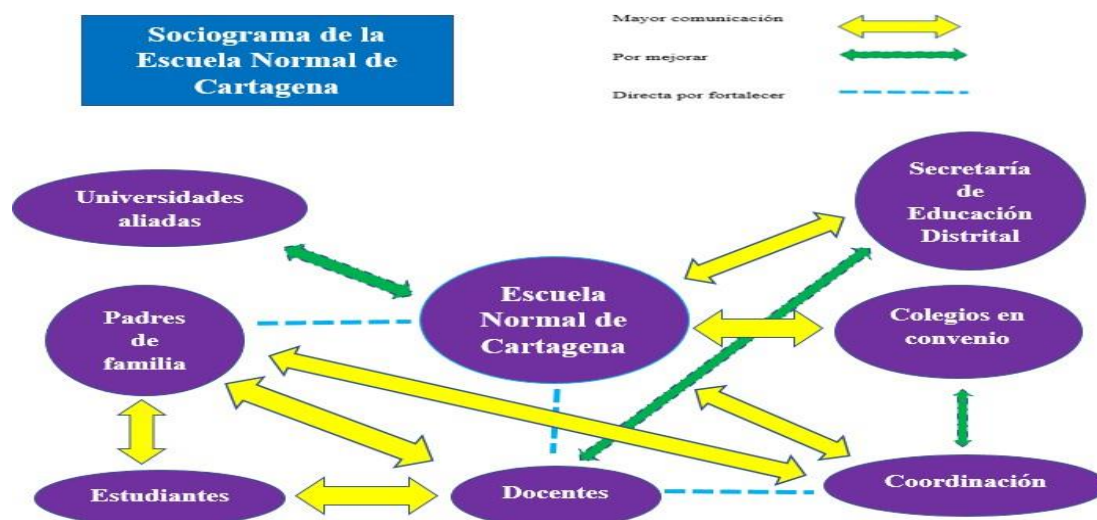 Sociograma de la
Escuela Normal de
Cartagena
Mayor comunicación
Por mejorar
Directa por fortalecer
Universidades
aliadas
Secretaría
de
Educación
Distrital
Escuela
Normal de
Cartagena
Padres
de
familia
Colegios en
convenio
Estudiantes
Docentes
Coordinación